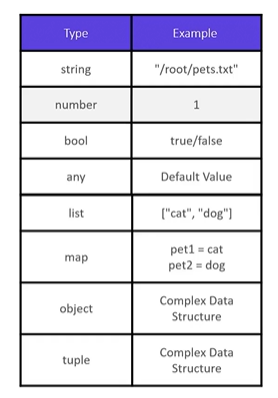 Type Example
string "/root/pets.txt"
number 1
bool true/false
any Default Value
list ["cat", "dog"]
map pet1 = cat
pet2 = dog
object Complex Data
Structure
tuple Complex Data
Structure